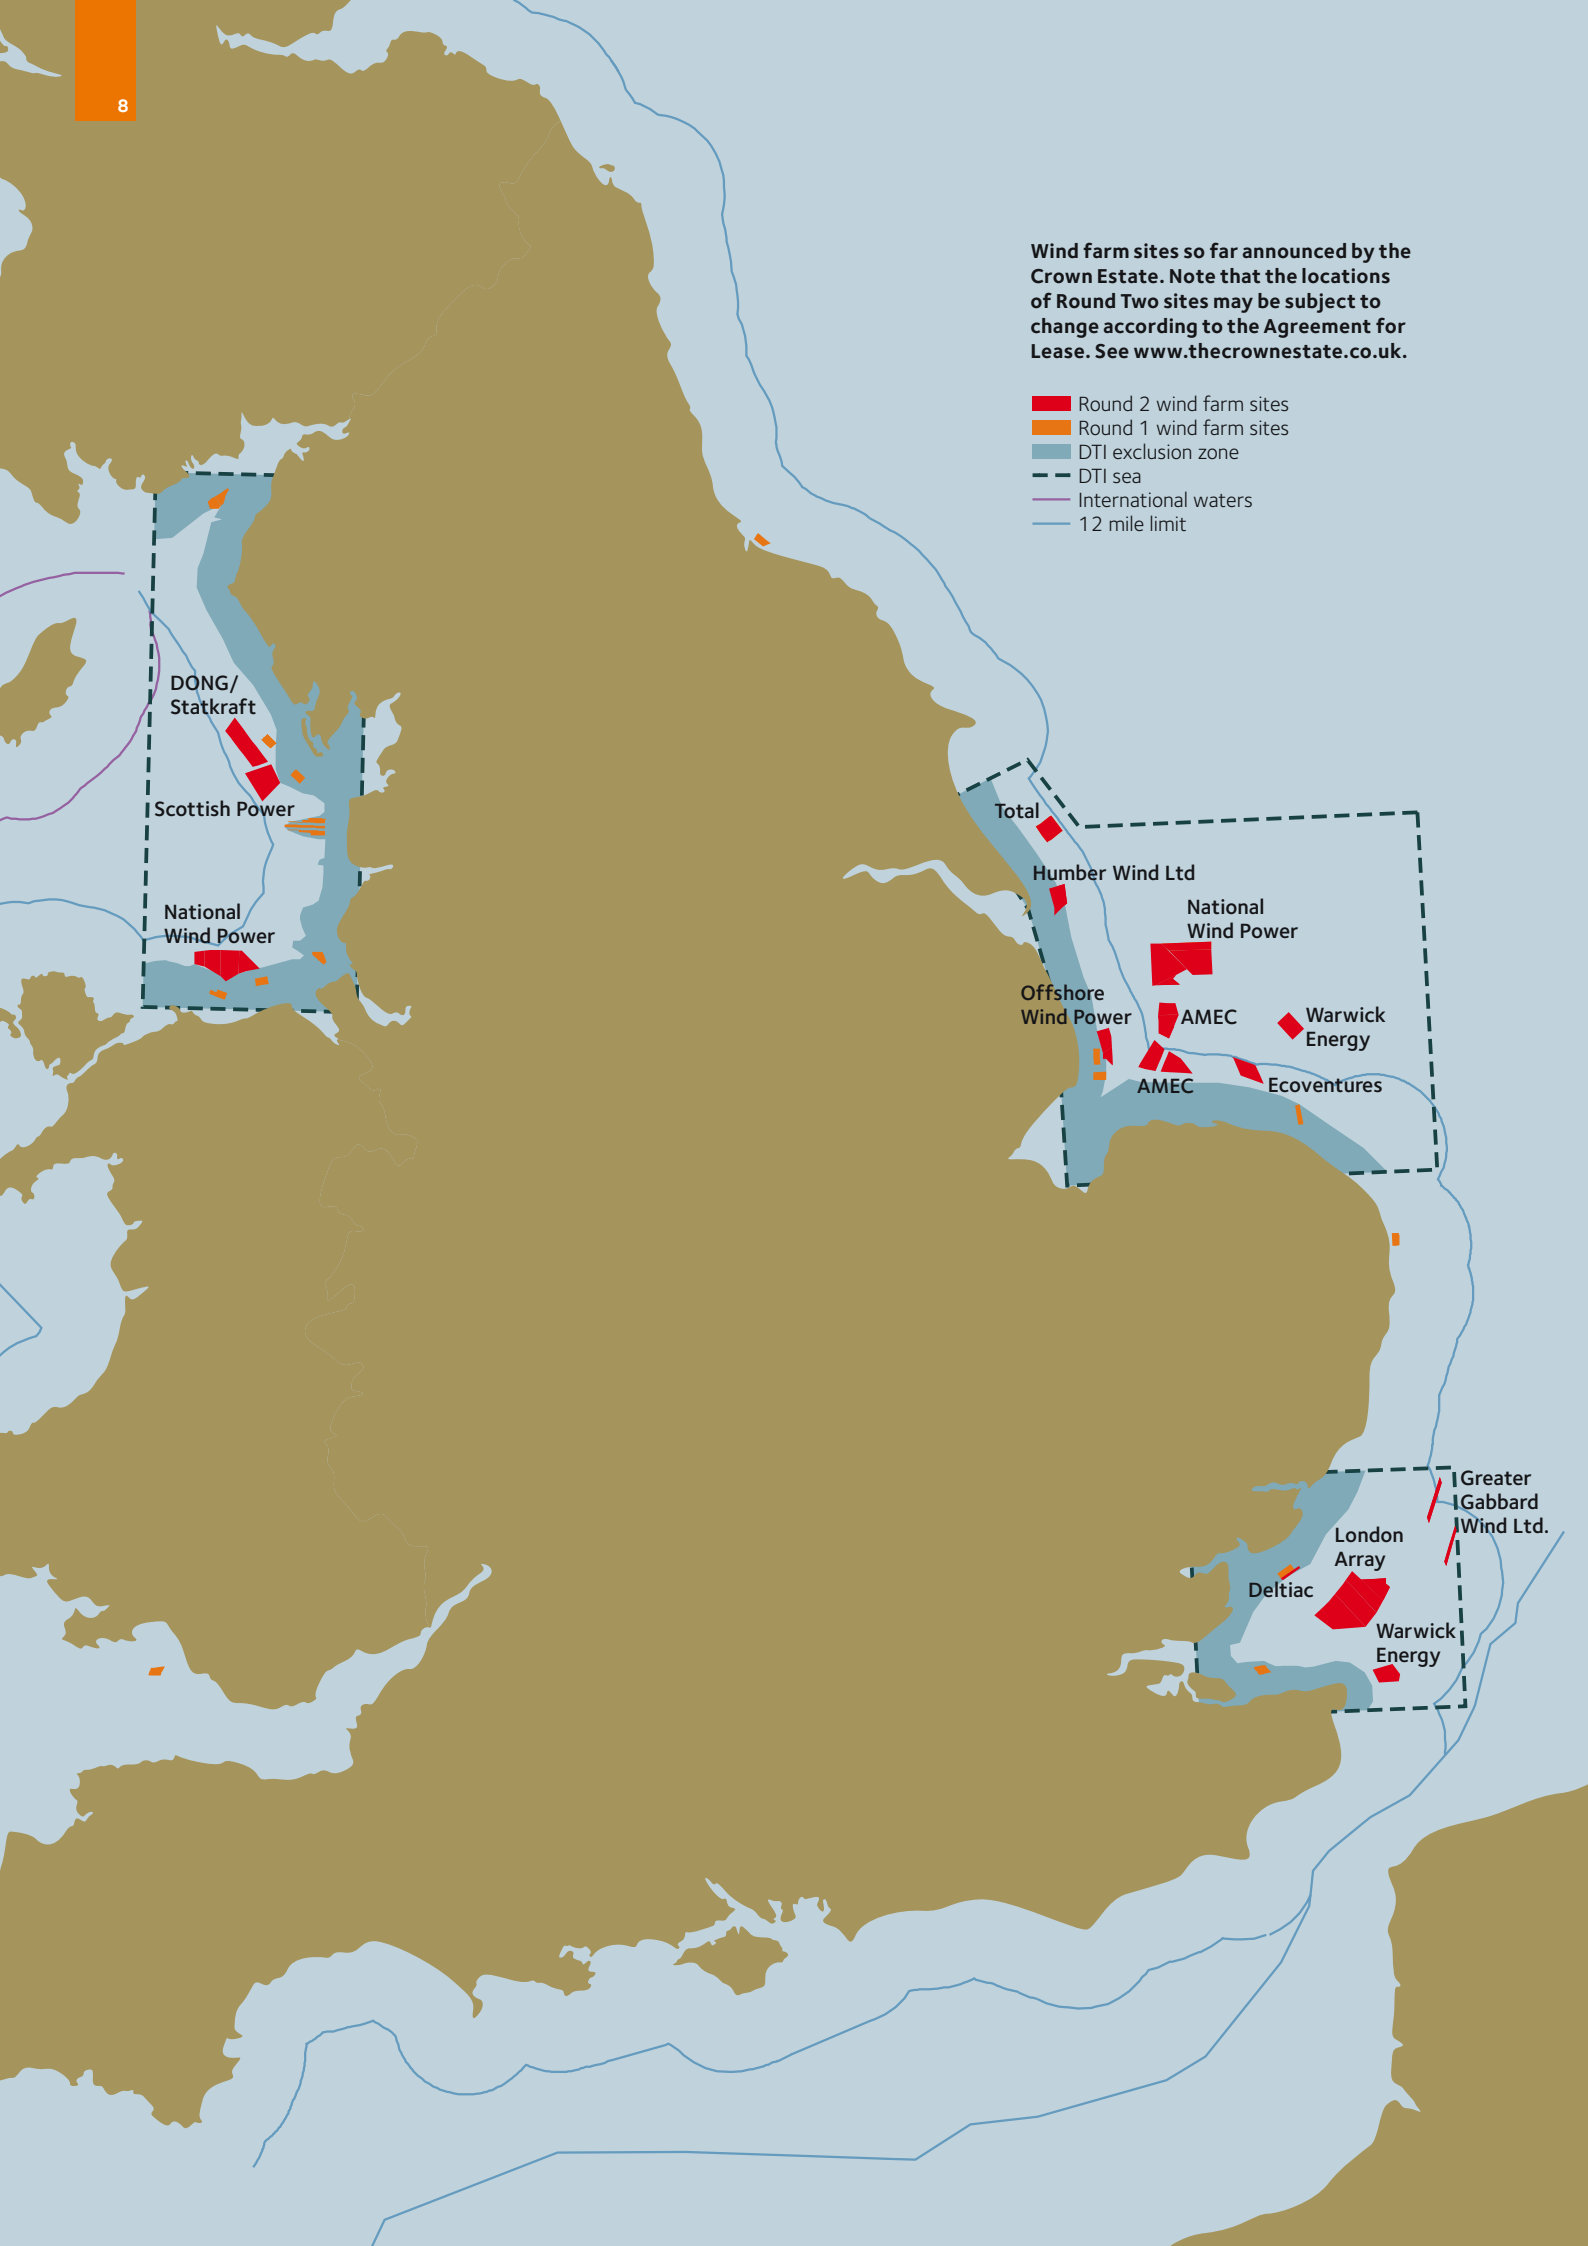 8
Wind farm sites so far announced by the
Crown Estate. Note that the locations
of Round Two sites may be subject to
change according to the Agreement for
Lease. See www.thecrownestate.co.uk.
Round 2 wind farm sites
Round 1 wind farm sites
DTI exclusion zone
DTI sea
International waters
12 mile limit
DONG/
Statkraft
Scottish Power
National
Wind Power
Total
Humber Wind Ltd
National
Wind Power
Offshore
Wind Power
AMEC
Warwick
Energy
AMEC
Ecoventures
Greater
Gabbard
Wind Ltd.
London
Array
Deltiac
Warwick
Energy